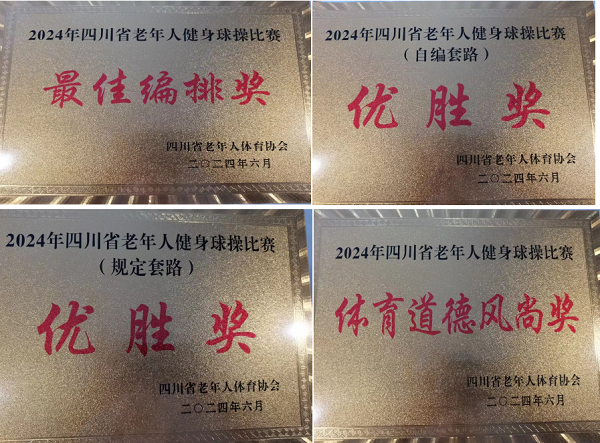 2024年四川省老年人健身球操比赛
最佳编排奖
四川省老年人体育协会
二〇二四年六月
2024年四川省老年人健身球操比赛
（自编套路）
优胜奖
四川省老年人体育协会
二〇二四年六月
2024年四川省老年人健身球操比赛
（规定套路）
优胜奖
四川省老年人体育协会
二〇二四年六月
2024年四川省老年人健身球操比赛
体育道德风尚奖
四川省老年人体育协会
二〇二四年六月